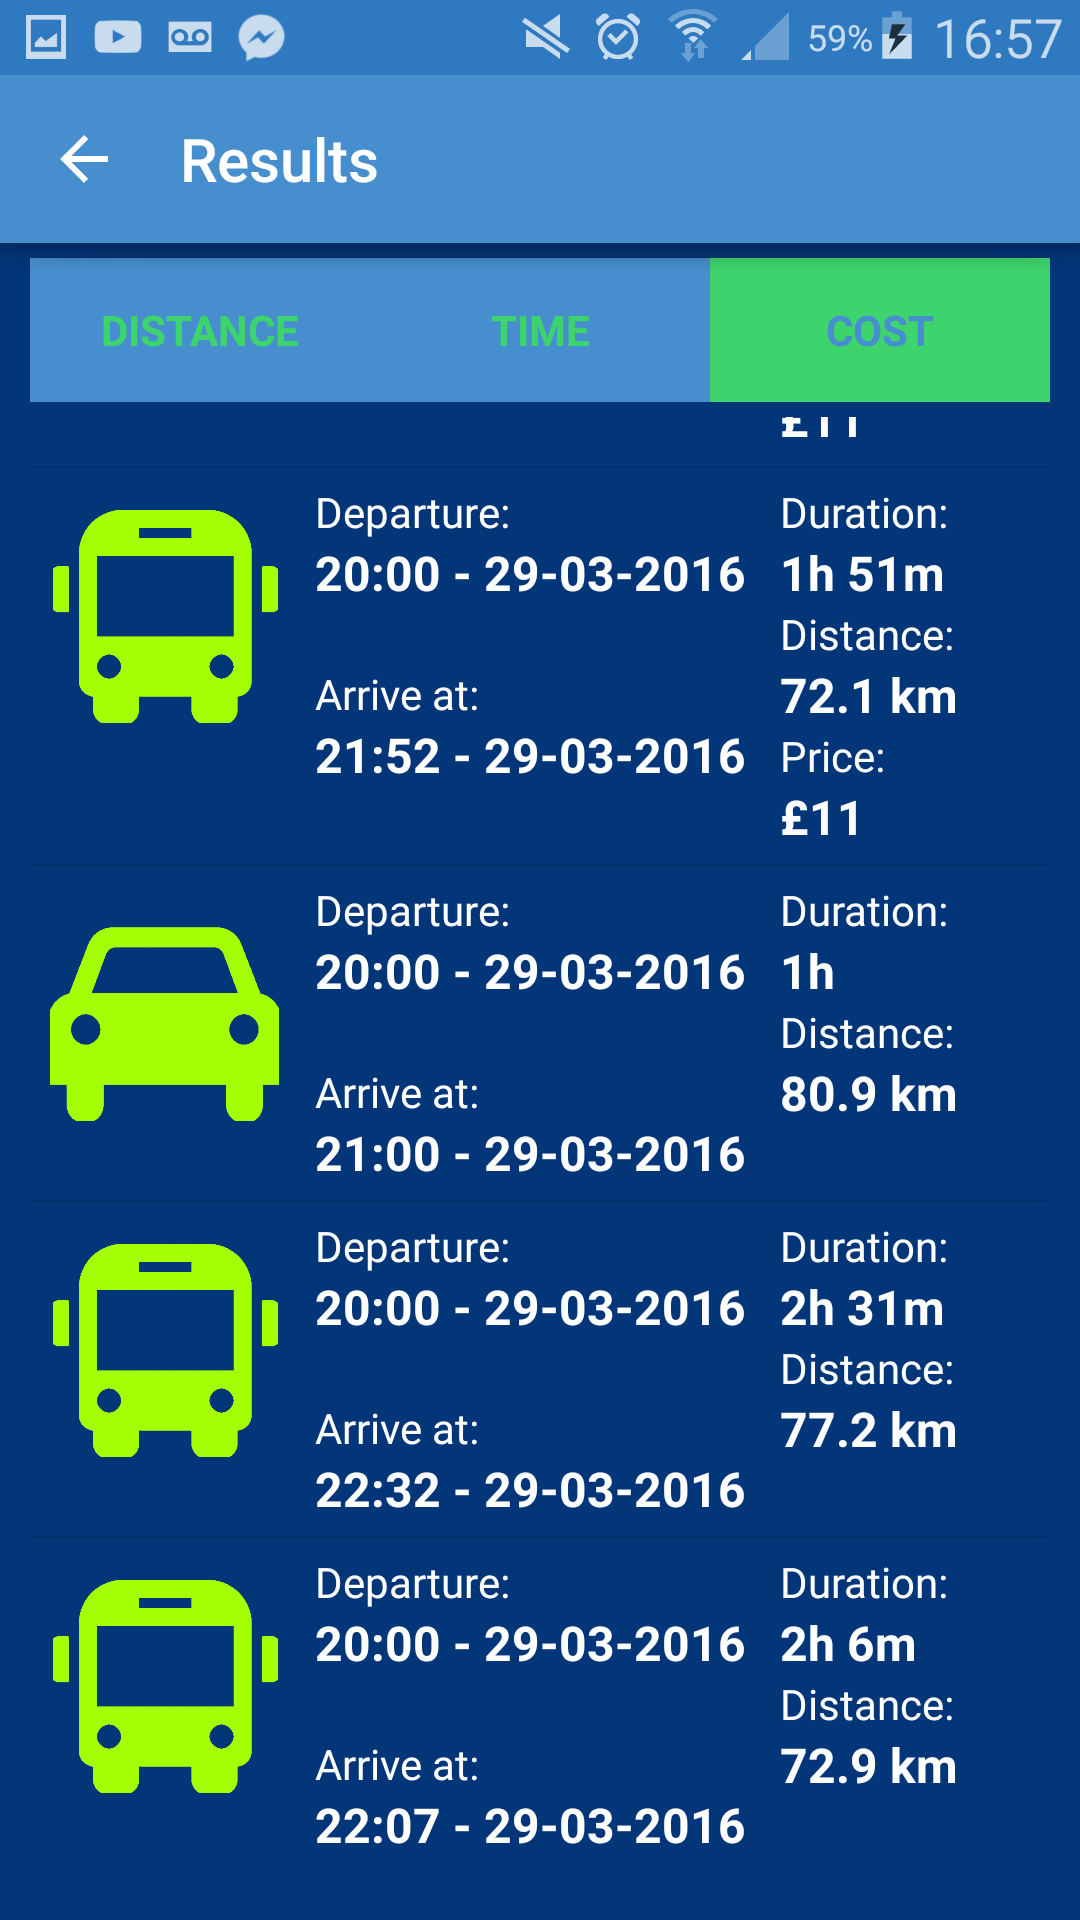 59% 16:57
Results
DISTANCE TIME COST
£11
Departure: Duration:
20:00 - 29-03-2016 1h 51m
Distance:
Arrive at: 72.1 km
21:52 - 29-03-2016 Price:
£11
Departure: Duration:
20:00 - 29-03-2016 1h
Distance:
Arrive at: 80.9 km
21:00 - 29-03-2016
Departure: Duration:
20:00 - 29-03-2016 2h 31m
Distance:
Arrive at: 77.2 km
22:32 - 29-03-2016
Departure: Duration:
20:00 - 29-03-2016 2h 6m
Distance:
Arrive at: 72.9 km
22:07 - 29-03-2016